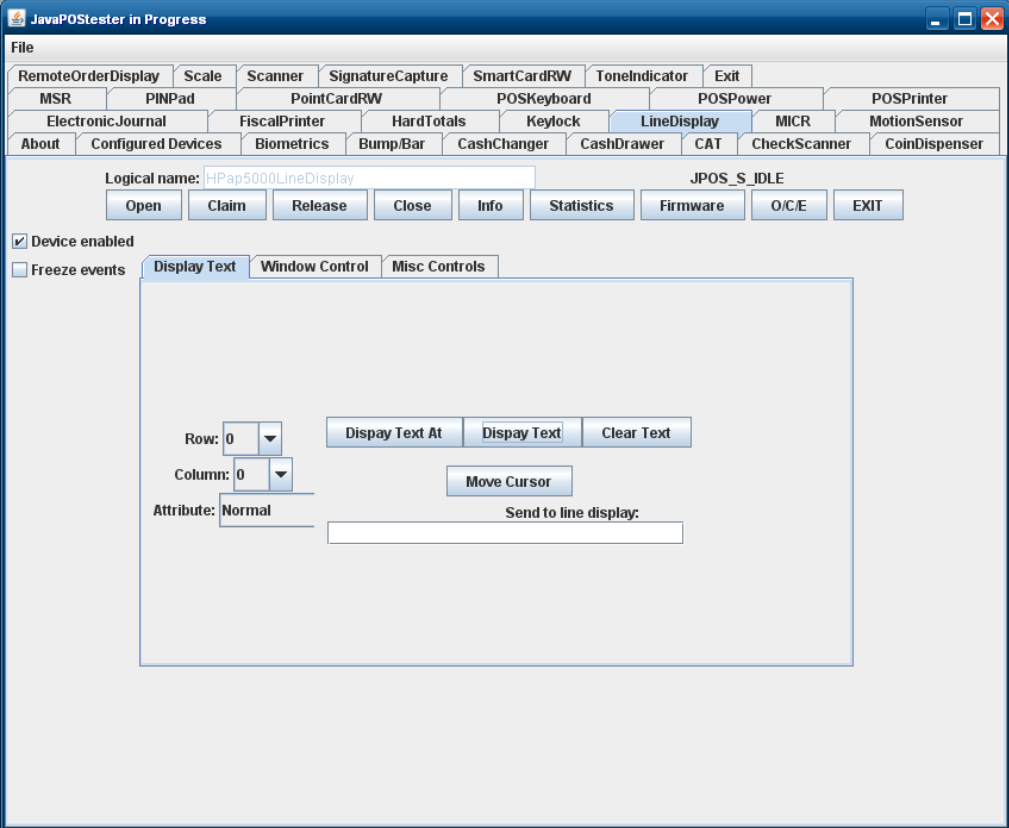 JavaPOStester in Progress
File
RemoteOrderDisplay Scale Scanner SignatureCapture SmartCardRW ToneIndicator Exit
MSR PINPad PointCardRW POSKeyboard POSPower POSPrinter
ElectronicJournal FiscalPrinter HardTotals Keylock LineDisplay MICR MotionSensor
About Configured Devices Biometrics Bump/Bar CashChanger CashDrawer CAT CheckScanner CoinDispenser
Logical name: HPap5000LineDisplay JPOS_S_IDLE
Open Claim Release Close Info Statistics Firmware O/C/E EXIT
Device enabled
Freeze events
Display Text Window Control Misc Controls
Row: 0 Dispay Text At Dispay Text Clear Text
Column: 0 Move Cursor
Attribute: Normal Send to line display: